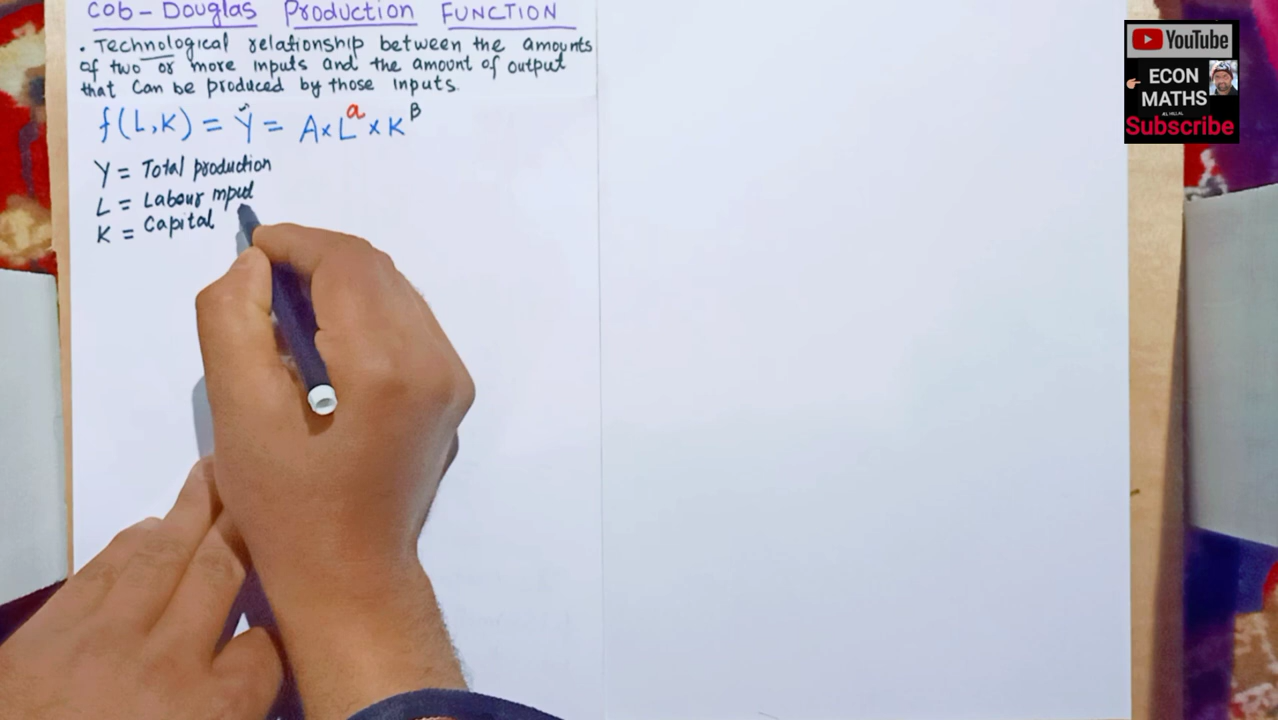 Cob-Douglas Production FUNCTION
• Technological relationship between the amounts
of two or more inputs and the amount of output
that can be produced by those inputs.
f(L,K) = Y = A×L^a×K^β
Y = Total production
L = Labour input
K = Capital
YouTube
ECON
MATHS
Subscribe